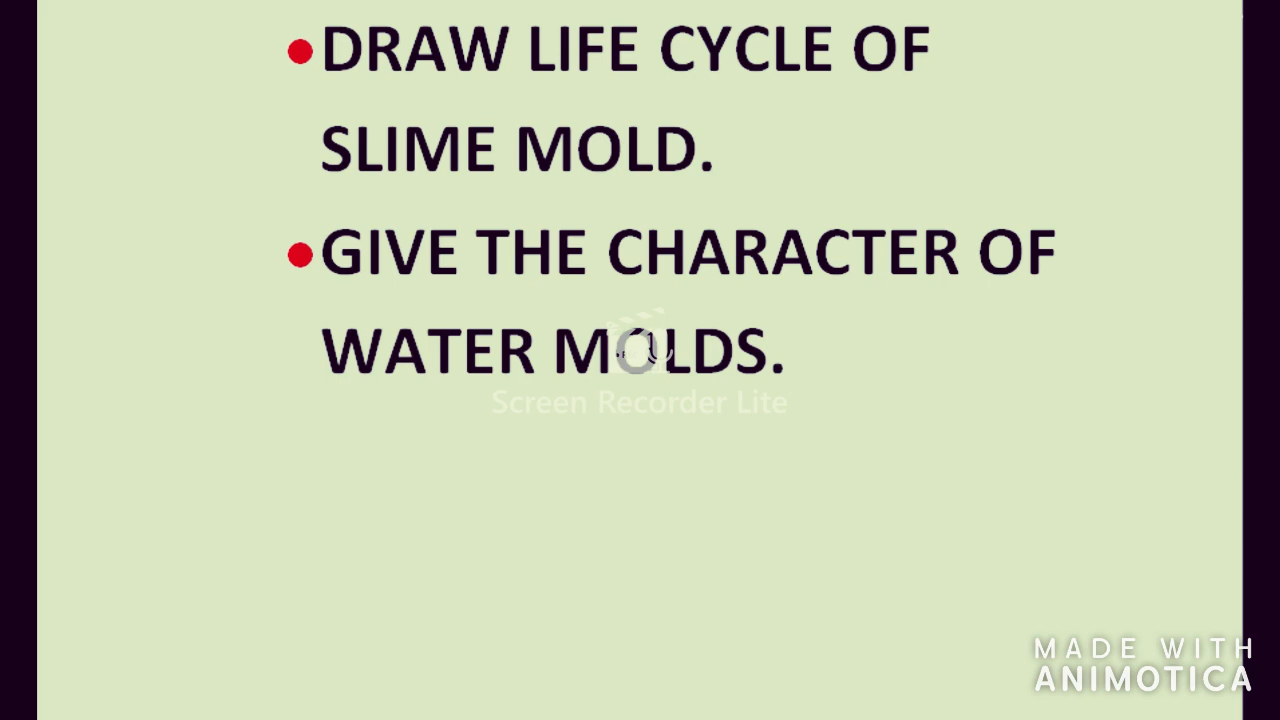 • DRAW LIFE CYCLE OF
SLIME MOLD.
• GIVE THE CHARACTER OF
WATER MOLDS.
Screen Recorder Lite
MADE WITH
ANIMOTICA